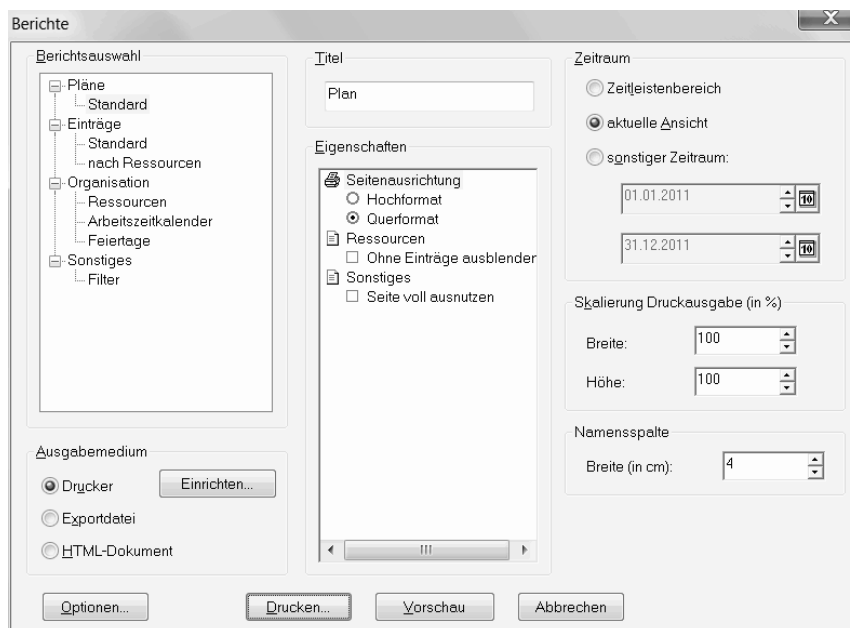 Berichte
Berichtsauswahl
Pläne
Standard
Einträge
Standard
nach Ressourcen
Organisation
Ressourcen
Arbeitszeitkalender
Feiertage
Sonstiges
Filter
Ausgabemedium
Drucker
Einrichten...
Exportdatei
HTML-Dokument
Titel
Plan
Eigenschaften
Seitenausrichtung
Hochformat
Querformat
Ressourcen
Ohne Einträge ausblender
Sonstiges
Seite voll ausnutzen
Zeitraum
Zeitleistenbereich
aktuelle Ansicht
sonstiger Zeitraum:
01.01.2011
10
31.12.2011
10
Skalierung Druckausgabe (in %)
Breite:
100
Höhe:
100
Namensspalte
Breite (in cm):
4
Optionen...
Drucken...
Vorschau
Abbrechen